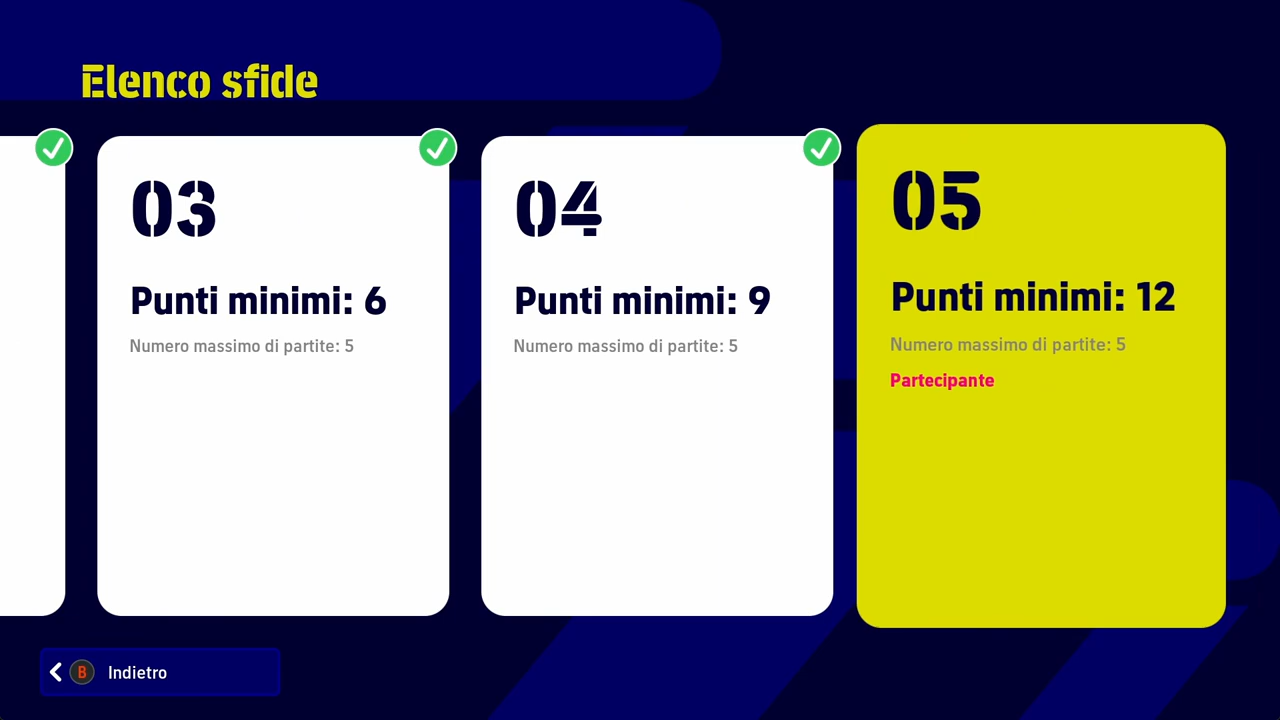 Elenco sfide
03
Punti minimi: 6
Numero massimo di partite: 5
04
Punti minimi: 9
Numero massimo di partite: 5
05
Punti minimi: 12
Numero massimo di partite: 5
Partecipante
B Indietro